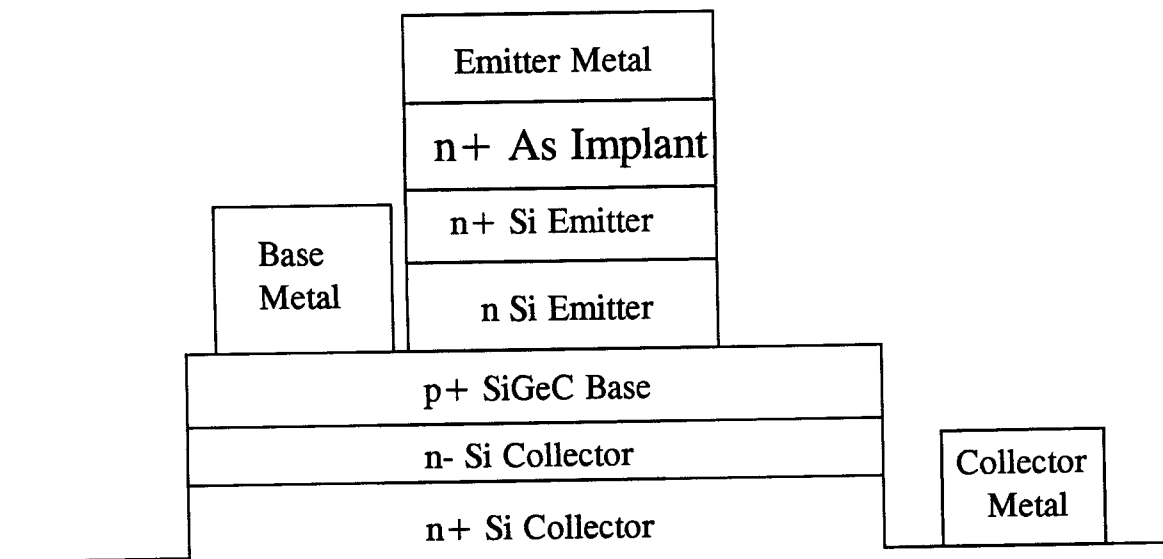 Emitter Metal
n+ As Implant
n+ Si Emitter
Base
Metal
n Si Emitter
p+ SiGeC Base
n- Si Collector
Collector
Metal
n+ Si Collector